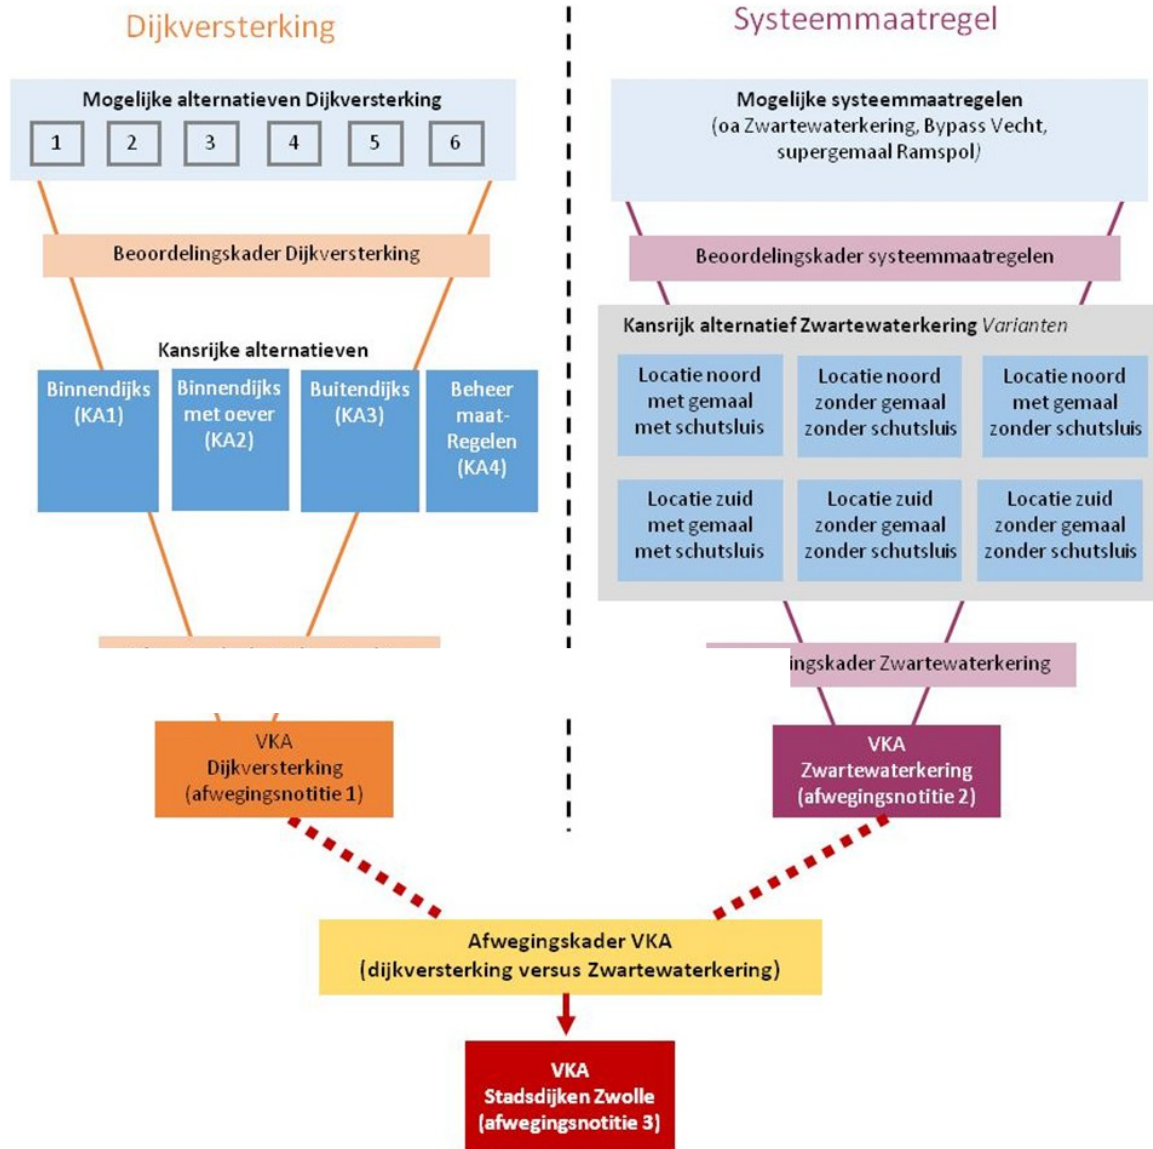 Dijkversterking
Mogelijke alternatieven Dijkversterking
1 2 3 4 5 6
Beoordelingskader Dijkversterking
Kansrijke alternatieven
Binnendijks
(KA1)
Binnendijks
met oever
(KA2)
Buitendijks
(KA3)
Beheer
maat-
Regelen
(KA4)
VKA
Dijkversterking
(afwegingsnotitie 1)
Systeemmaatregel
Mogelijke systeemmaatregelen
(oa Zwartewaterkering, Bypass Vecht,
supergemaal Ramspol)
Beoordelingskader systeemmaatregelen
Kansrijk alternatief Zwartewaterkering Varianten
Locatie noord
met gemaal
met schutsluis
Locatie noord
zonder gemaal
zonder schutsluis
Locatie noord
met gemaal
zonder schutsluis
Locatie zuid
met gemaal
met schutsluis
Locatie zuid
zonder gemaal
zonder schutsluis
Locatie zuid
zonder gemaal
zonder schutsluis
ingskader Zwartewaterkering
VKA
Zwartewaterkering
(afwegingsnotitie 2)
Afwegingskader VKA
(dijkversterking versus Zwartewaterkering)
VKA
Stadsdijken Zwolle
(afwegingsnotitie 3)